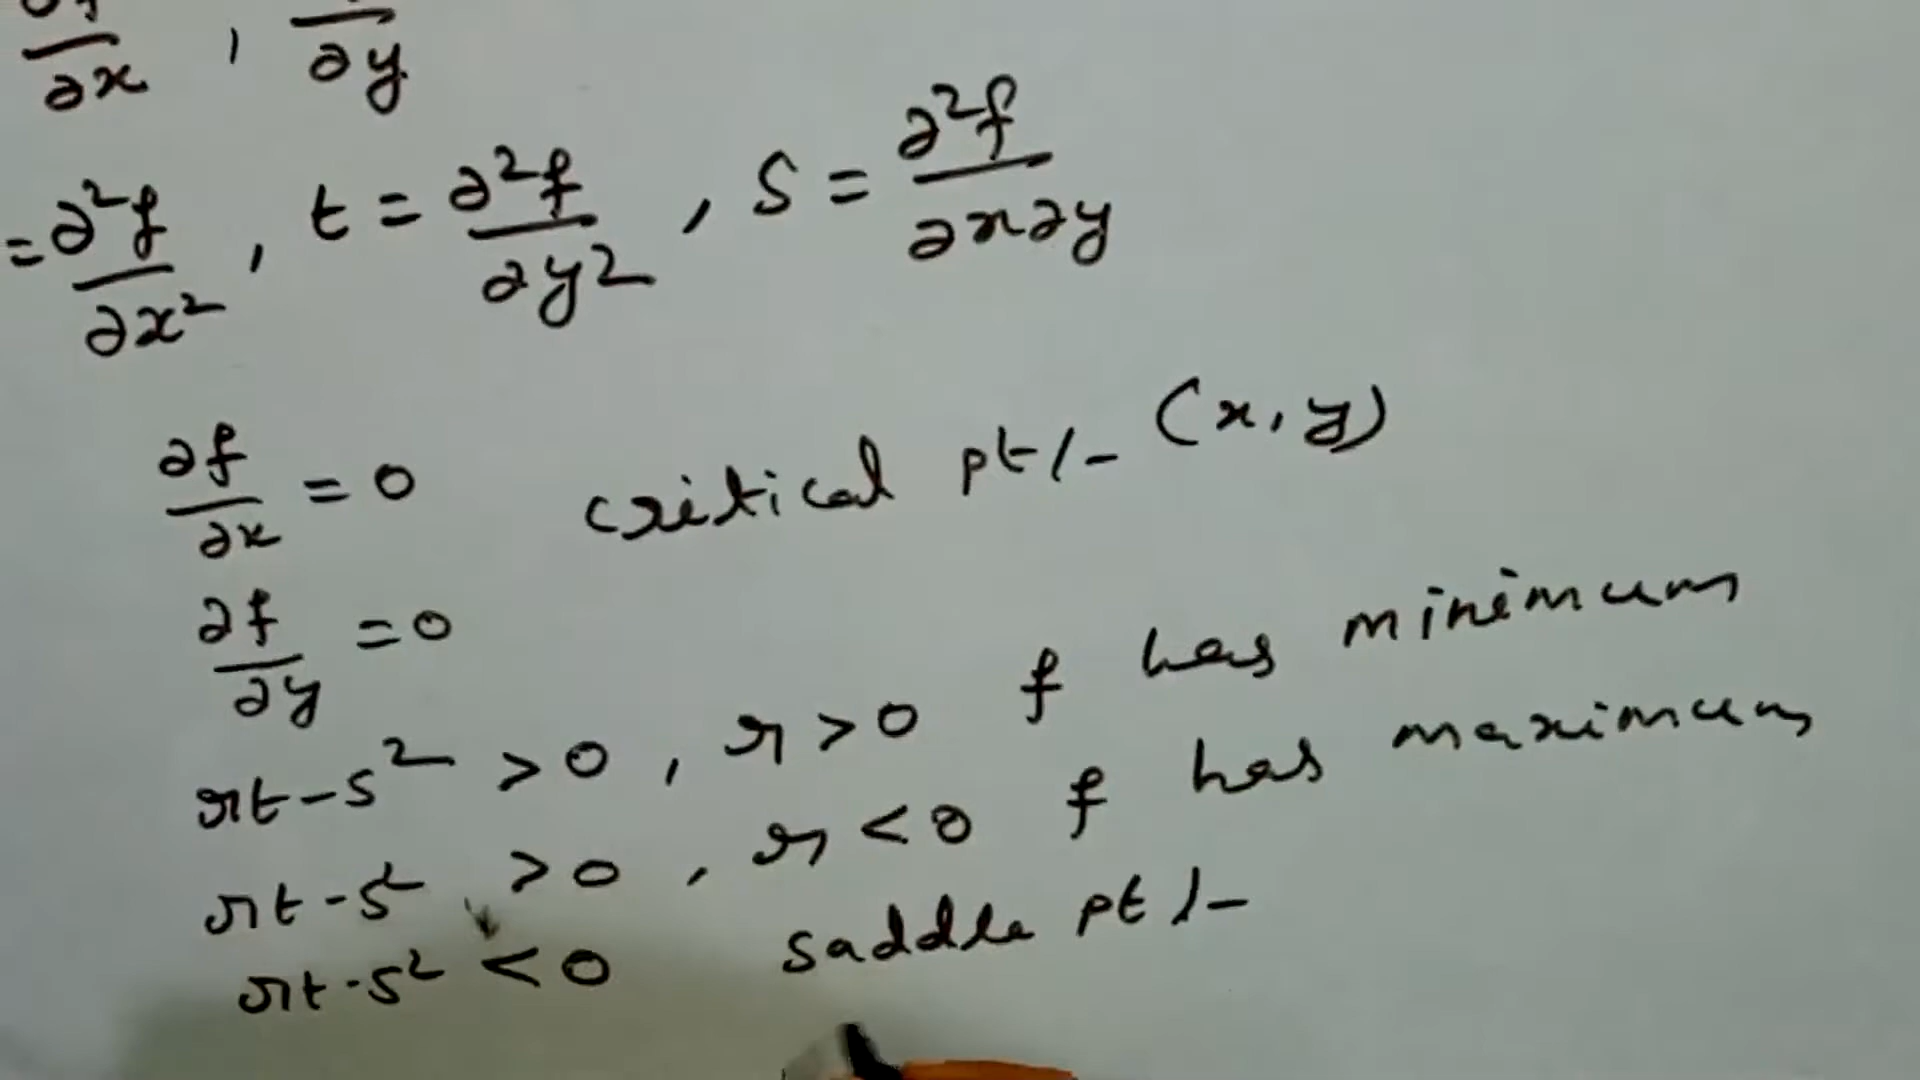 ∂x , ∂y
= ∂²f/∂x² , t = ∂²f/∂y² , s = ∂²f/∂x∂y
∂f/∂x = 0 critical pt/- (x, y)
∂f/∂y = 0
rt-s² > 0 , r > 0 f has minimum
rt-s² > 0 , r < 0 f has maximum
rt-s² < 0 saddle pt/-